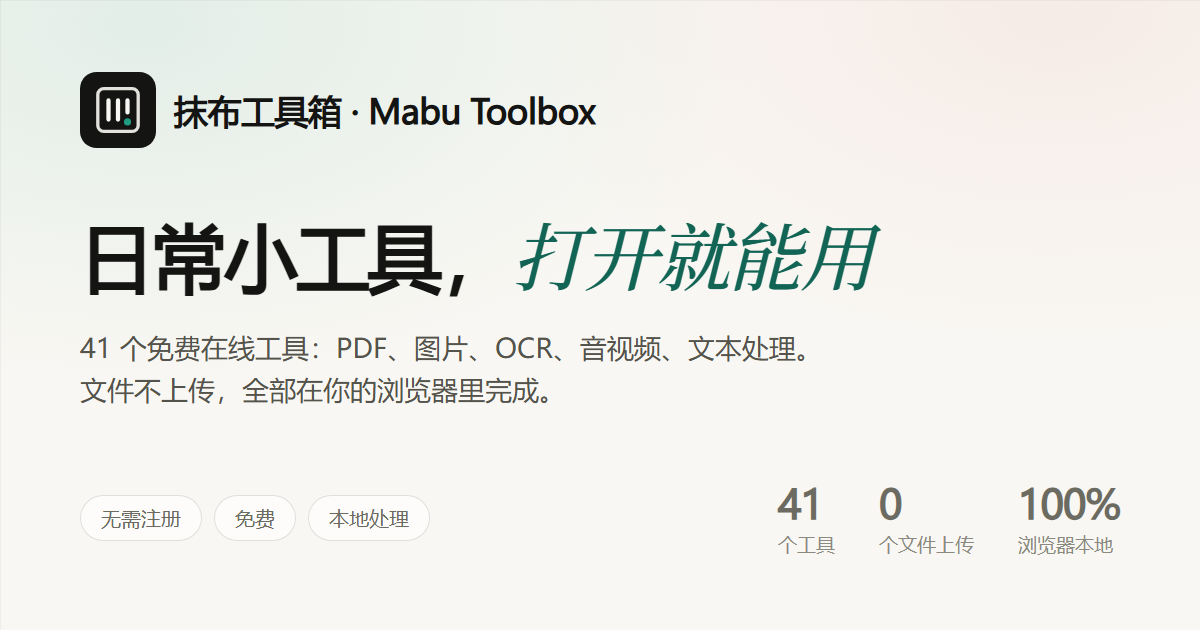 抹布工具箱 · Mabu Toolbox
日常小工具，打开就能用
41 个免费在线工具：PDF、图片、OCR、音视频、文本处理。
文件不上传，全部在你的浏览器里完成。
无需注册 免费 本地处理
41 0 100%
个工具 个文件上传 浏览器本地